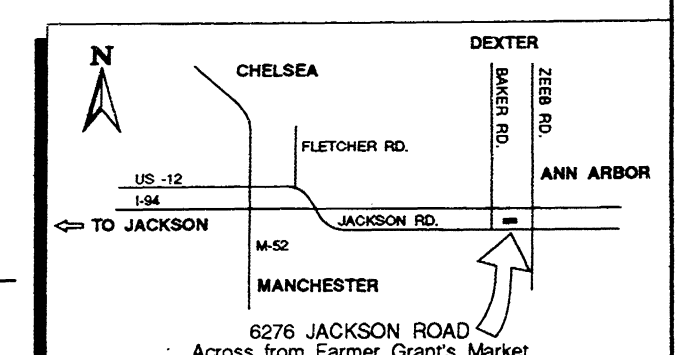 DEXTER
N
CHELSEA
BAKER RD.
ZEEB RD.
FLETCHER RD.
ANN ARBOR
US -12
I-94
TO JACKSON
JACKSON RD.
M-52
MANCHESTER
6276 JACKSON ROAD
Across from Farmer Grant's Market